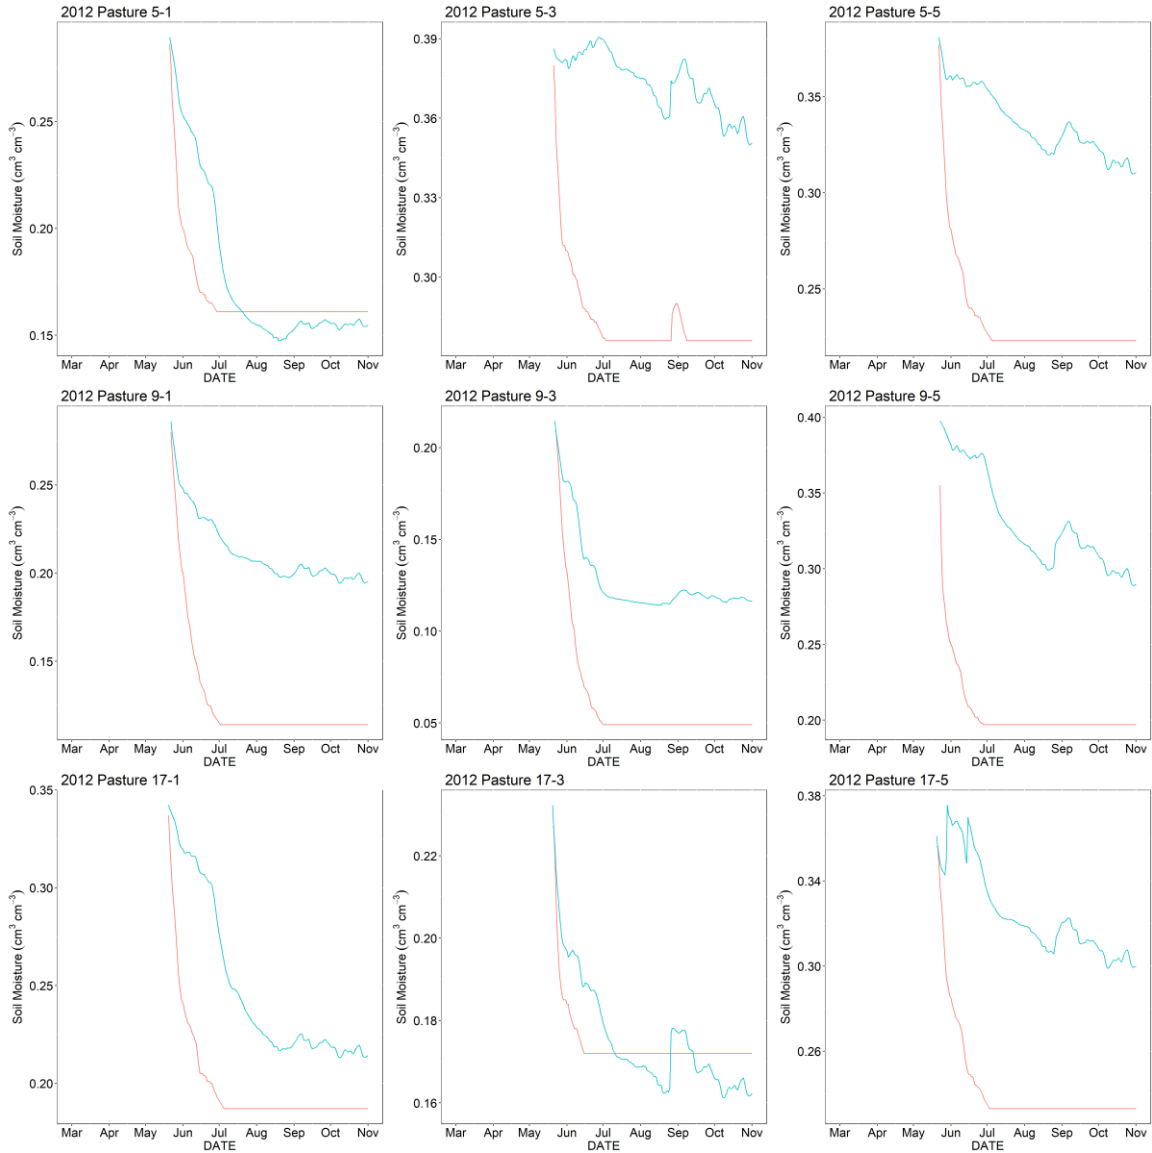 2012 Pasture 5-1
Soil Moisture (cm³ cm⁻³)
0.25
0.20
0.15
Mar Apr May Jun Jul Aug Sep Oct Nov
DATE
2012 Pasture 5-3
Soil Moisture (cm³ cm⁻³)
0.39
0.36
0.33
0.30
Mar Apr May Jun Jul Aug Sep Oct Nov
DATE
2012 Pasture 5-5
Soil Moisture (cm³ cm⁻³)
0.35
0.30
0.25
Mar Apr May Jun Jul Aug Sep Oct Nov
DATE
2012 Pasture 9-1
Soil Moisture (cm³ cm⁻³)
0.25
0.20
0.15
Mar Apr May Jun Jul Aug Sep Oct Nov
DATE
2012 Pasture 9-3
Soil Moisture (cm³ cm⁻³)
0.20
0.15
0.10
0.05
Mar Apr May Jun Jul Aug Sep Oct Nov
DATE
2012 Pasture 9-5
Soil Moisture (cm³ cm⁻³)
0.40
0.35
0.30
0.25
0.20
Mar Apr May Jun Jul Aug Sep Oct Nov
DATE
2012 Pasture 17-1
Soil Moisture (cm³ cm⁻³)
0.35
0.30
0.25
0.20
Mar Apr May Jun Jul Aug Sep Oct Nov
DATE
2012 Pasture 17-3
Soil Moisture (cm³ cm⁻³)
0.22
0.20
0.18
0.16
Mar Apr May Jun Jul Aug Sep Oct Nov
DATE
2012 Pasture 17-5
Soil Moisture (cm³ cm⁻³)
0.38
0.34
0.30
0.26
Mar Apr May Jun Jul Aug Sep Oct Nov
DATE